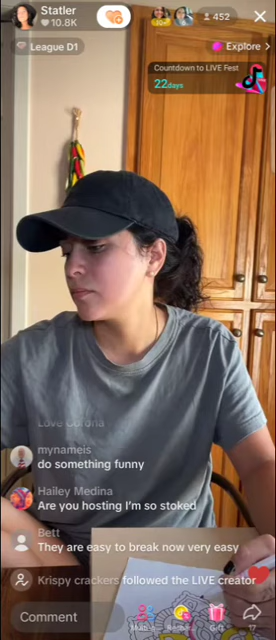 Statler
10.8K
452
League D1
Explore >
Countdown to LIVE Fest
22days
Love Corona
mynameis
do something funny
Hailey Medina
Are you hosting I'm so stoked
Bett
They are easy to break now very easy
Krispy crackers followed the LIVE creator
Comment
Gift
17